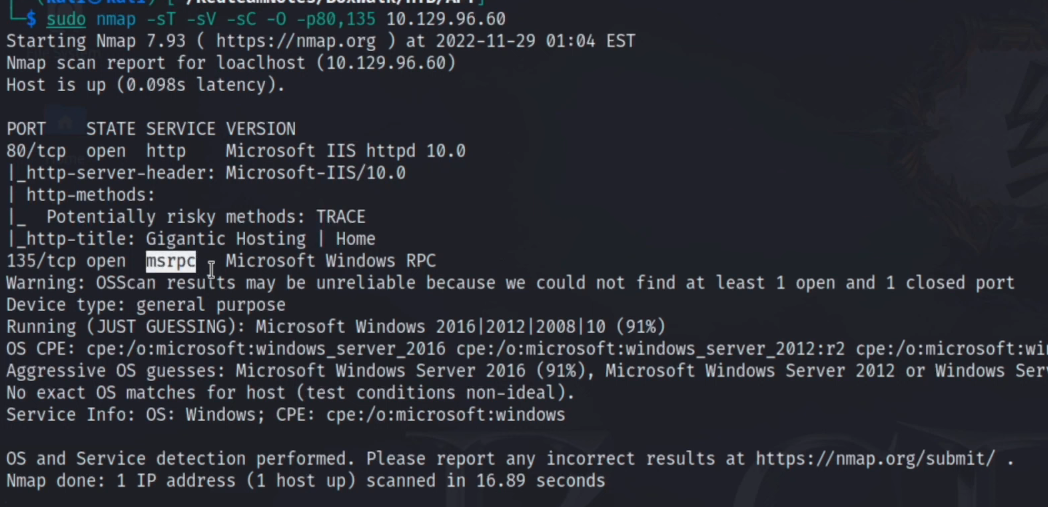 └─$ sudo nmap -sT -sV -sC -O -p80,135 10.129.96.60
Starting Nmap 7.93 ( https://nmap.org ) at 2022-11-29 01:04 EST
Nmap scan report for loaclhost (10.129.96.60)
Host is up (0.098s latency).
PORT    STATE SERVICE VERSION
80/tcp  open  http    Microsoft IIS httpd 10.0
|_http-server-header: Microsoft-IIS/10.0
| http-methods:
|_  Potentially risky methods: TRACE
|_http-title: Gigantic Hosting | Home
135/tcp open  msrpc   Microsoft Windows RPC
Warning: OSScan results may be unreliable because we could not find at least 1 open and 1 closed port
Device type: general purpose
Running (JUST GUESSING): Microsoft Windows 2016|2012|2008|10 (91%)
OS CPE: cpe:/o:microsoft:windows_server_2016 cpe:/o:microsoft:windows_server_2012:r2 cpe:/o:microsoft:wi
Aggressive OS guesses: Microsoft Windows Server 2016 (91%), Microsoft Windows Server 2012 or Windows Ser
No exact OS matches for host (test conditions non-ideal).
Service Info: OS: Windows; CPE: cpe:/o:microsoft:windows
OS and Service detection performed. Please report any incorrect results at https://nmap.org/submit/ .
Nmap done: 1 IP address (1 host up) scanned in 16.89 seconds